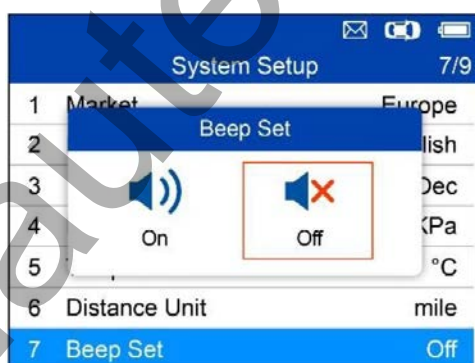 System Setup 7/9
1 Market Europe
Beep Set
2 lish
3 Dec
On Off
4 KPa
5 °C
6 Distance Unit mile
7 Beep Set Off